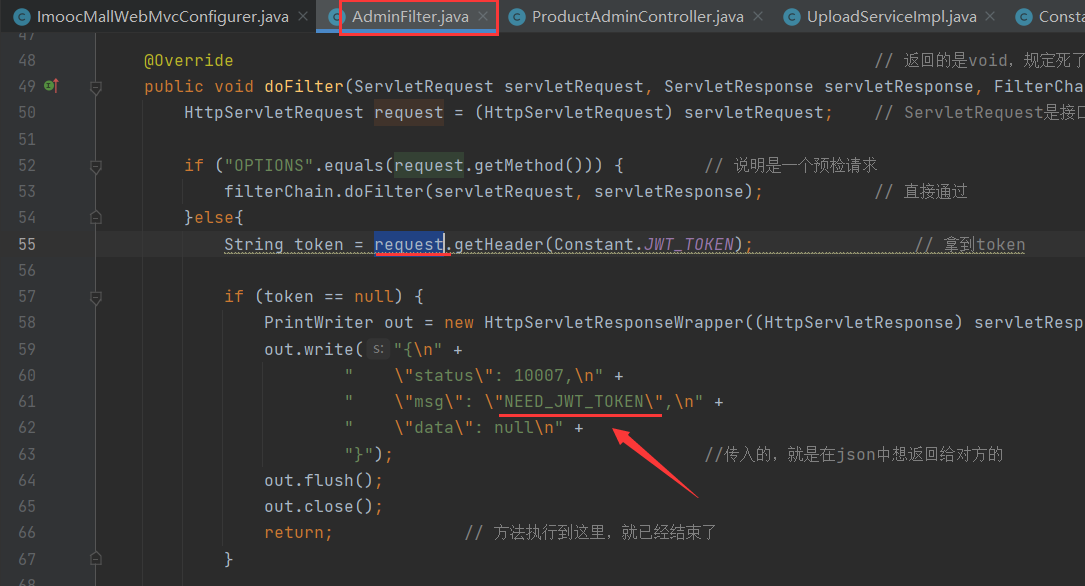 ImoocMallWebMvcConfigurer.java AdminFilter.java ProductAdminController.java UploadServiceImpl.java Consta
47
48 @Override // 返回的是void，规定死了
49 public void doFilter(ServletRequest servletRequest, ServletResponse servletResponse, FilterCha
50 HttpServletRequest request = (HttpServletRequest) servletRequest; // ServletRequest是接口
51
52 if ("OPTIONS".equals(request.getMethod())) { // 说明是一个预检请求
53 filterChain.doFilter(servletRequest, servletResponse); // 直接通过
54 }else{
55 String token = request.getHeader(Constant.JWT_TOKEN); // 拿到token
56
57 if (token == null) {
58 PrintWriter out = new HttpServletResponseWrapper((HttpServletResponse) servletResp
59 out.write( s: "{\n" +
60 " \"status\": 10007,\n" +
61 " \"msg\": \"NEED_JWT_TOKEN\",\n" +
62 " \"data\": null\n" +
63 "}"); //传入的，就是在json中想返回给对方的
64 out.flush();
65 out.close();
66 return; // 方法执行到这里，就已经结束了
67 }
68